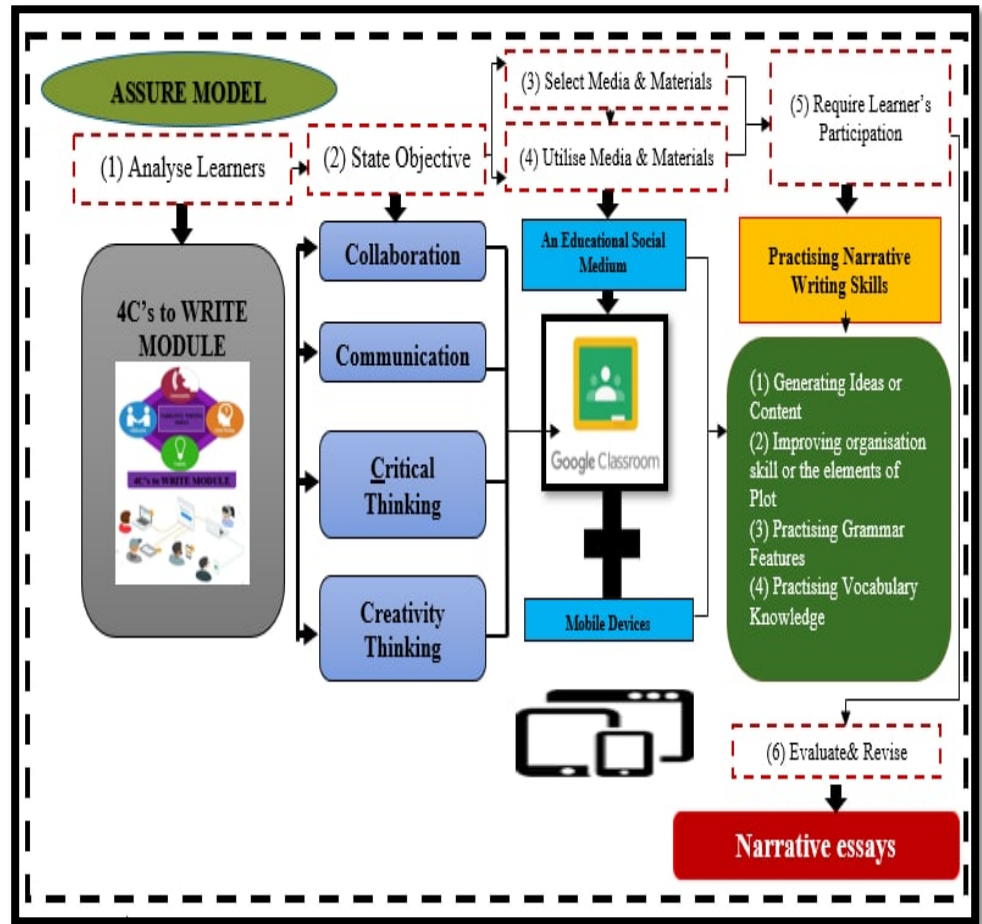 ASSURE MODEL
(1) Analyse Learners
(2) State Objective
(3) Select Media & Materials
(4) Utilise Media & Materials
(5) Require Learner's
Participation
4C's to WRITE
MODULE
4C's to WRITE MODULE
Collaboration
Communication
Critical
Thinking
Creativity
Thinking
An Educational Social
Medium
Google Classroom
Mobile Devices
Practising Narrative
Writing Skills
(1) Generating Ideas or
Content
(2) Improving organisation
skill or the elements of
Plot
(3) Practising Grammar
Features
(4) Practising Vocabulary
Knowledge
(6) Evaluate& Revise
Narrative essays